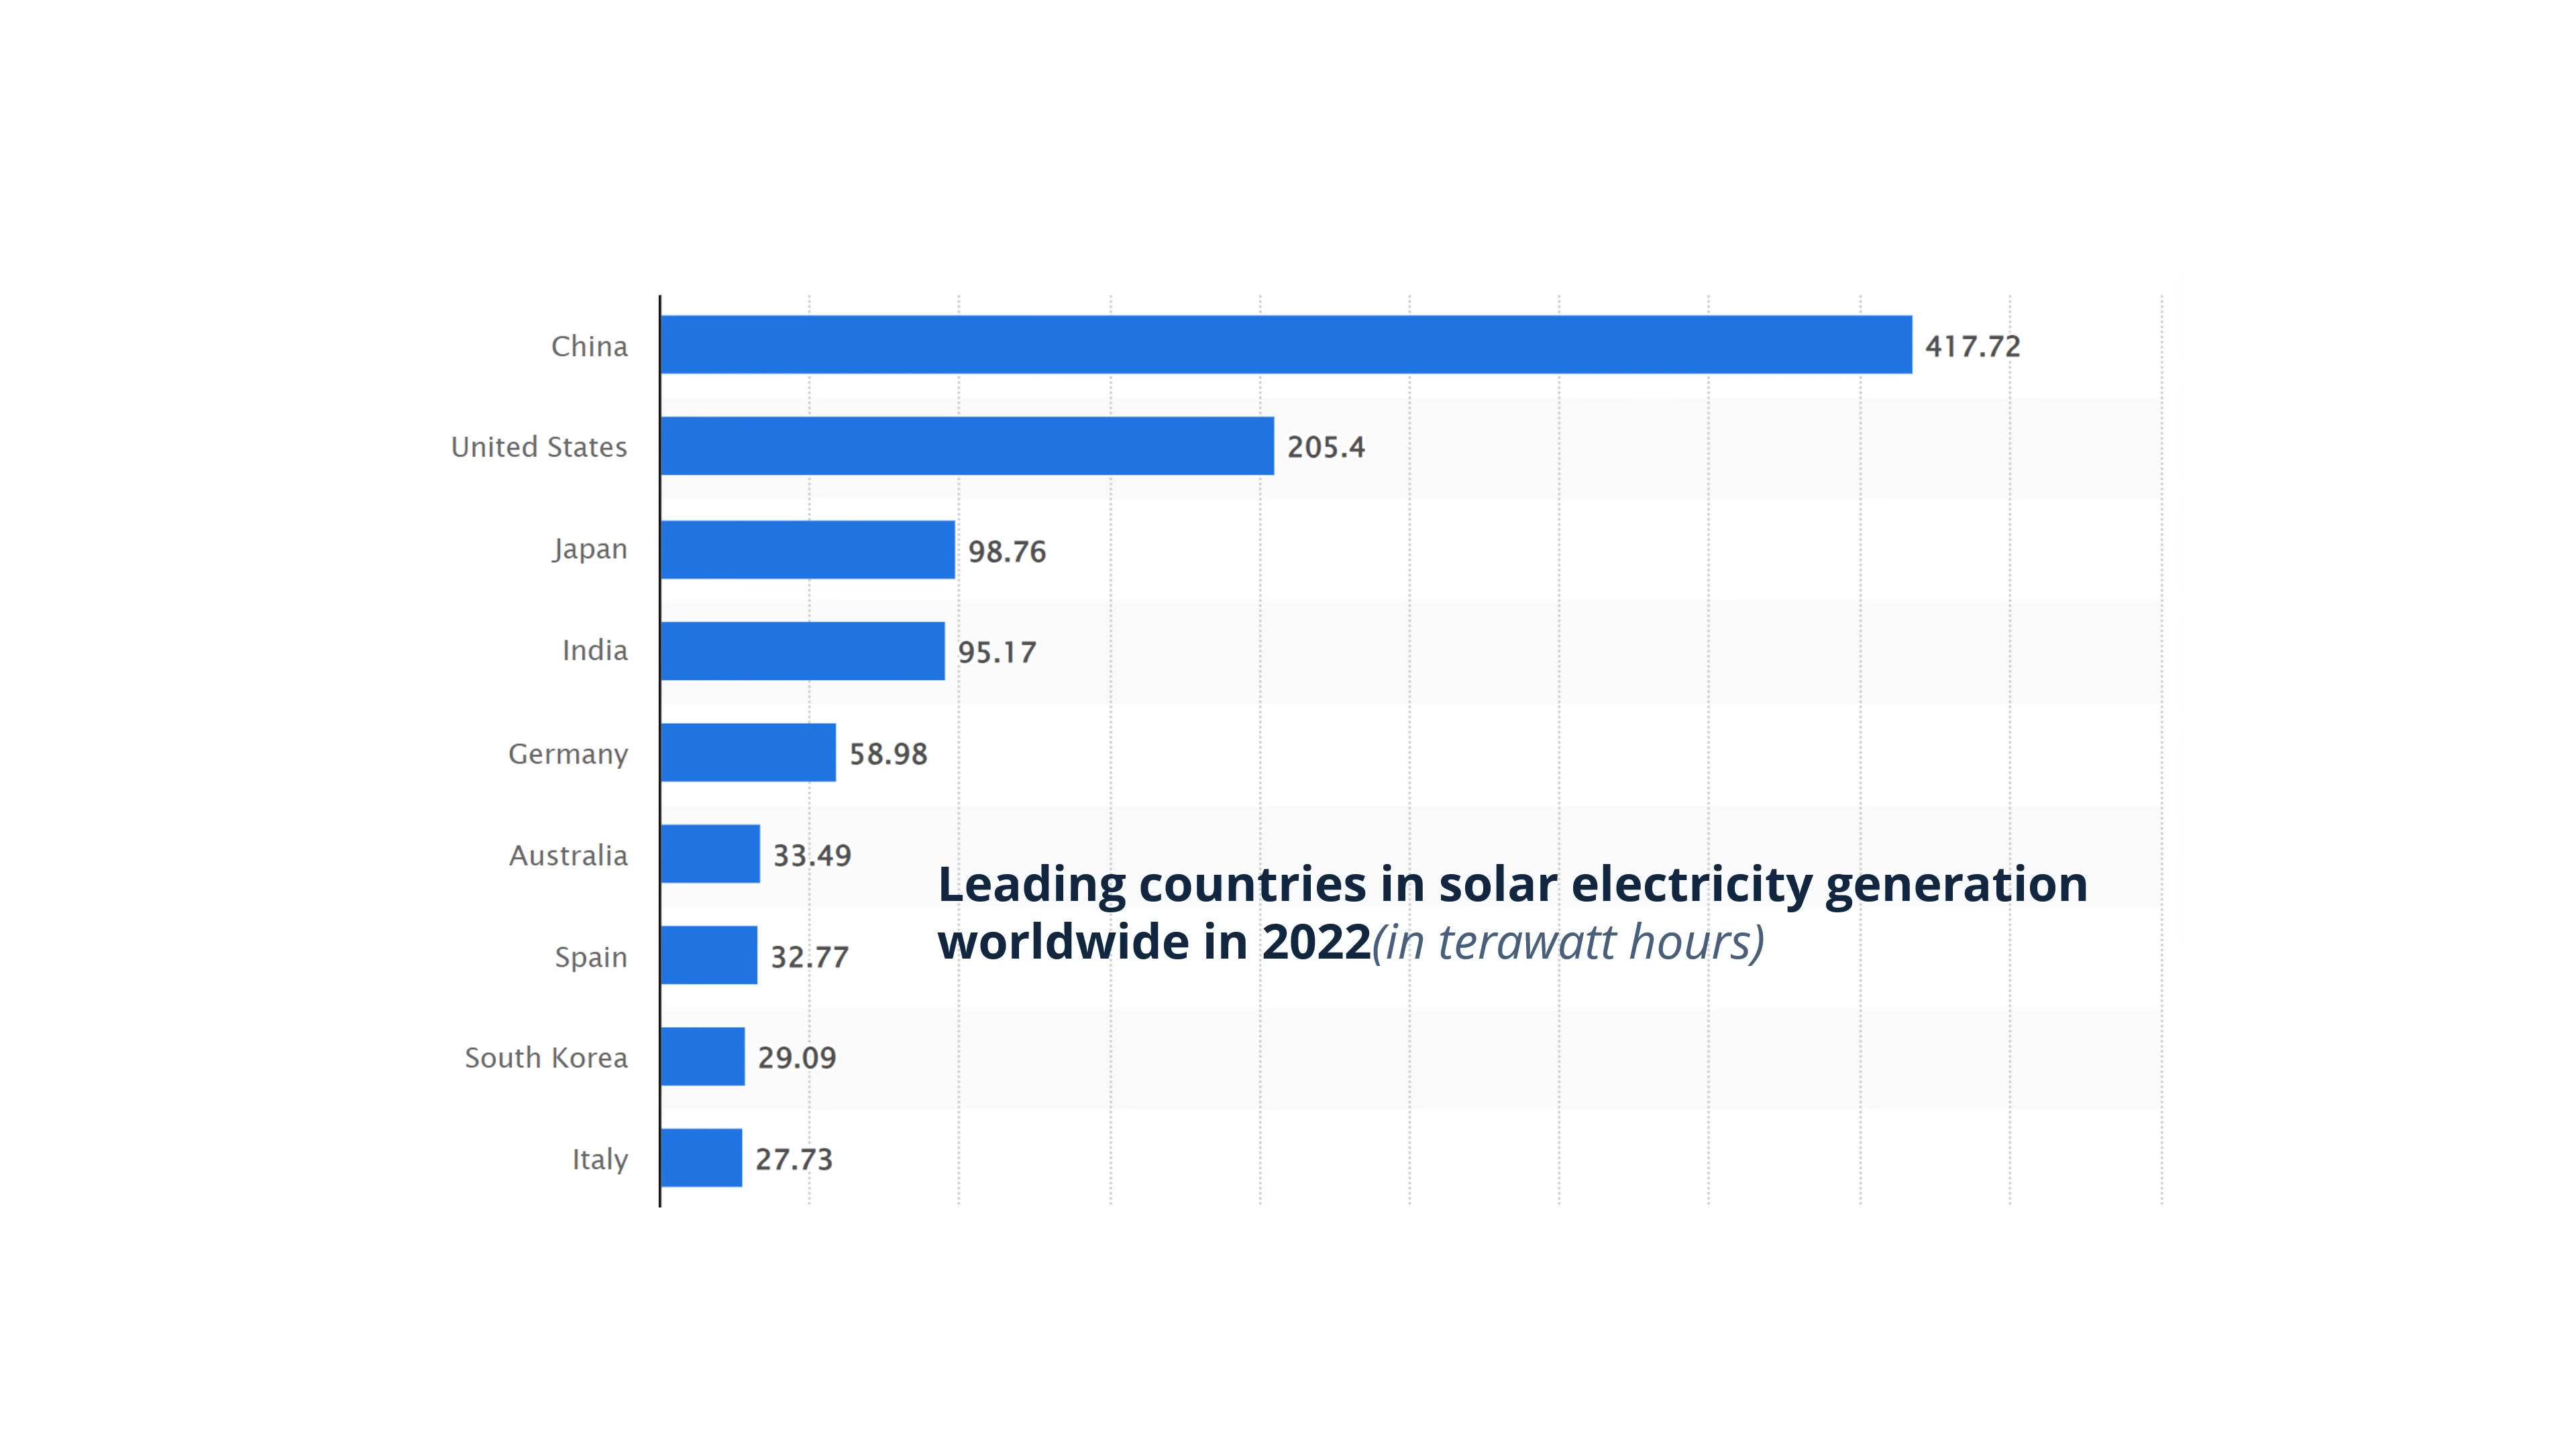 China 417.72
United States 205.4
Japan 98.76
India 95.17
Germany 58.98
Australia 33.49
Leading countries in solar electricity generation
worldwide in 2022(in terawatt hours)
Spain 32.77
South Korea 29.09
Italy 27.73